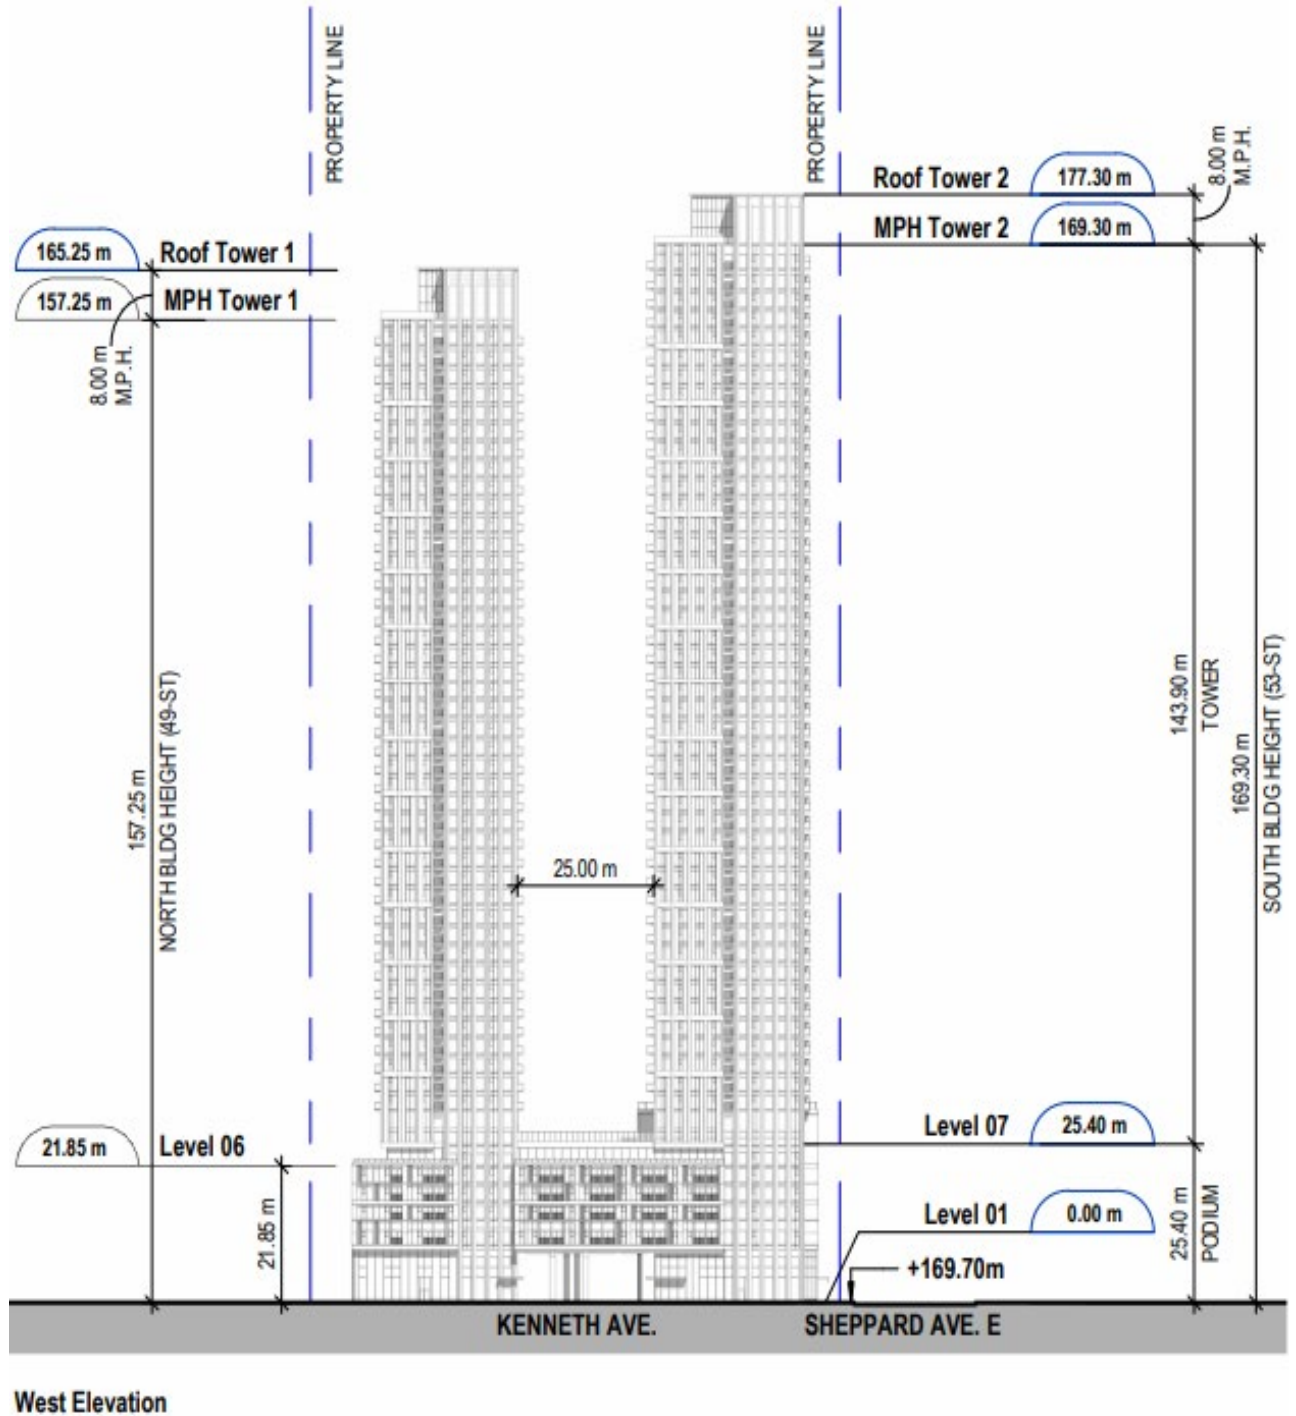 PROPERTY LINE
PROPERTY LINE
Roof Tower 2
177.30 m
8.00 m
M.P.H.
MPH Tower 2
169.30 m
165.25 m
Roof Tower 1
157.25 m
MPH Tower 1
8.00 m
M.P.H.
157.25 m
NORTH BLDG HEIGHT (49-ST)
25.00 m
143.90 m
TOWER
169.30 m
SOUTH BLDG HEIGHT (53-ST)
21.85 m
Level 06
21.85 m
Level 07
25.40 m
Level 01
0.00 m
25.40 m
PODIUM
+169.70m
KENNETH AVE.
SHEPPARD AVE. E
West Elevation